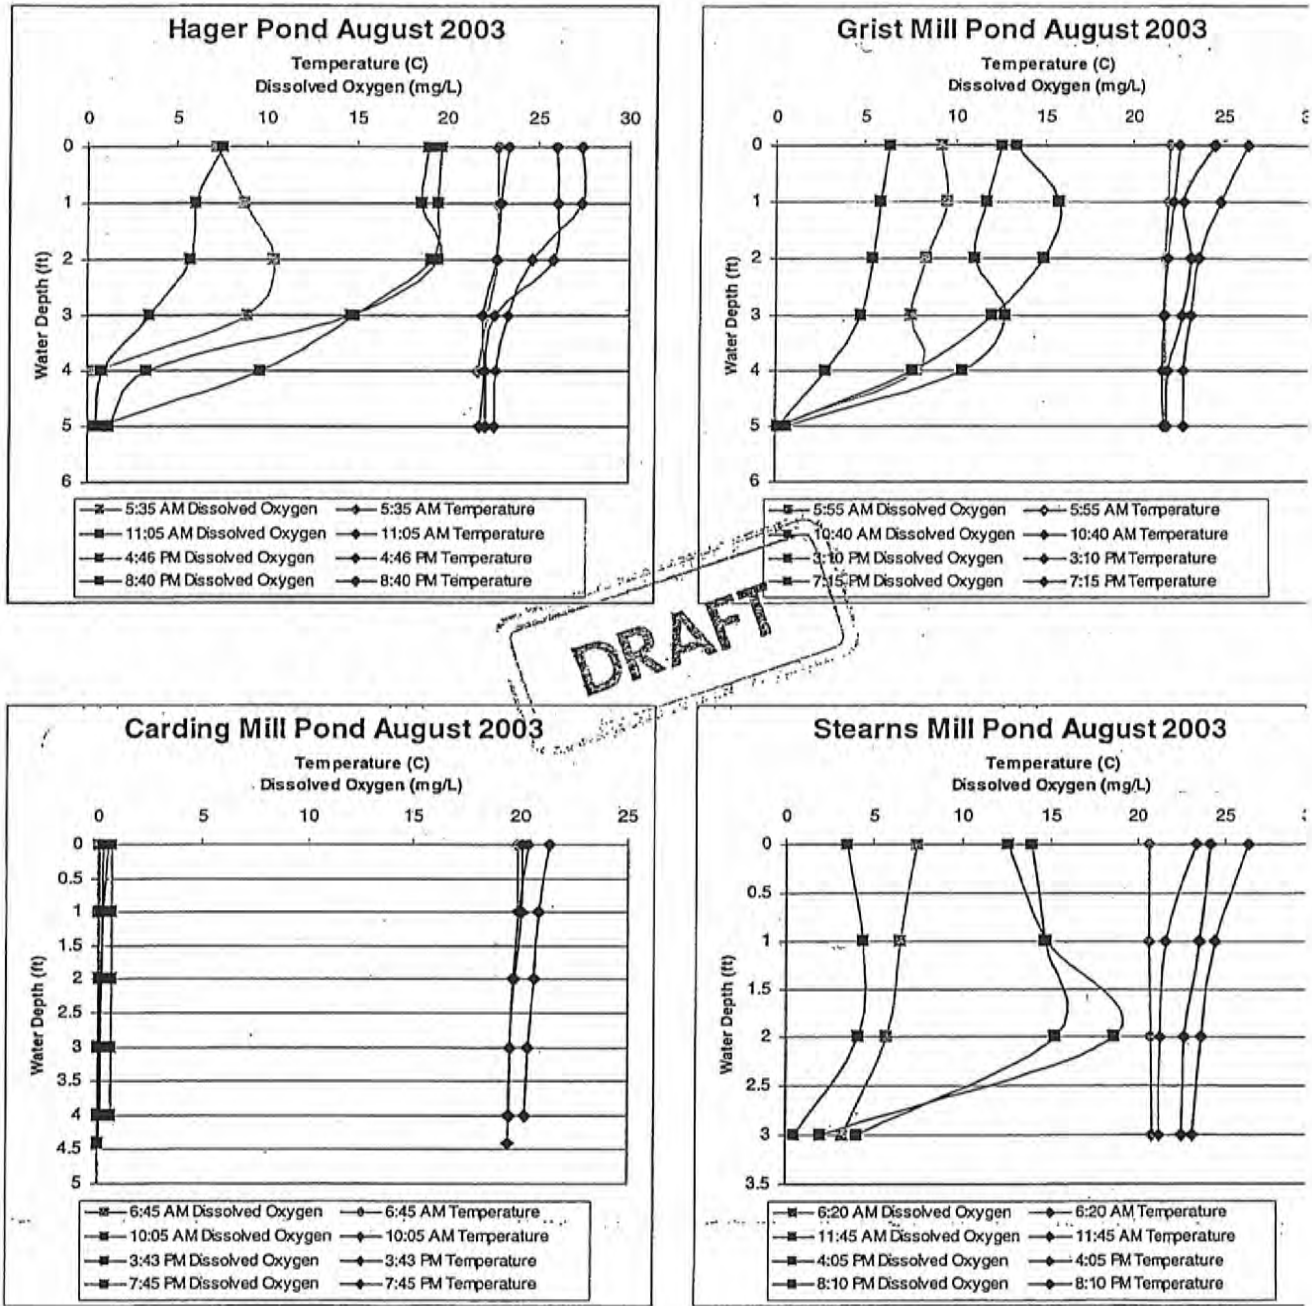 Hager Pond August 2003
Temperature (C)
Dissolved Oxygen (mg/L)
0 5 10 15 20 25 30
0
1
2
3
4
5
6
Water Depth (ft)
5:35 AM Dissolved Oxygen 5:35 AM Temperature
11:05 AM Dissolved Oxygen 11:05 AM Temperature
4:46 PM Dissolved Oxygen 4:46 PM Temperature
8:40 PM Dissolved Oxygen 8:40 PM Temperature
Grist Mill Pond August 2003
Temperature (C)
Dissolved Oxygen (mg/L)
0 5 10 15 20 25
0
1
2
3
4
5
6
Water Depth (ft)
5:55 AM Dissolved Oxygen 5:55 AM Temperature
10:40 AM Dissolved Oxygen 10:40 AM Temperature
3:10 PM Dissolved Oxygen 3:10 PM Temperature
7:15 PM Dissolved Oxygen 7:15 PM Temperature
DRAFT
Carding Mill Pond August 2003
Temperature (C)
Dissolved Oxygen (mg/L)
0 5 10 15 20 25
0
0.5
1
1.5
2
2.5
3
3.5
4
4.5
5
Water Depth (ft)
6:45 AM Dissolved Oxygen 6:45 AM Temperature
10:05 AM Dissolved Oxygen 10:05 AM Temperature
3:43 PM Dissolved Oxygen 3:43 PM Temperature
7:45 PM Dissolved Oxygen 7:45 PM Temperature
Stearns Mill Pond August 2003
Temperature (C)
Dissolved Oxygen (mg/L)
0 5 10 15 20 25
0
0.5
1
1.5
2
2.5
3
3.5
Water Depth (ft)
6:20 AM Dissolved Oxygen 6:20 AM Temperature
11:45 AM Dissolved Oxygen 11:45 AM Temperature
4:05 PM Dissolved Oxygen 4:05 PM Temperature
8:10 PM Dissolved Oxygen 8:10 PM Temperature